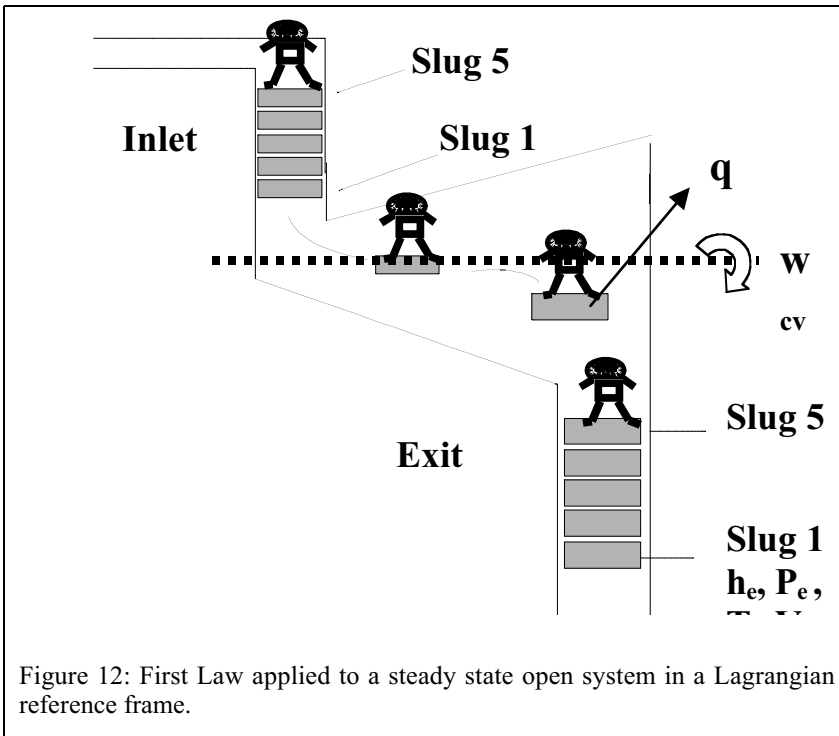 Slug 5
Inlet
Slug 1
q
w
cv
Slug 5
Exit
Slug 1
hₑ, Pₑ ,
Figure 12: First Law applied to a steady state open system in a Lagrangian
reference frame.